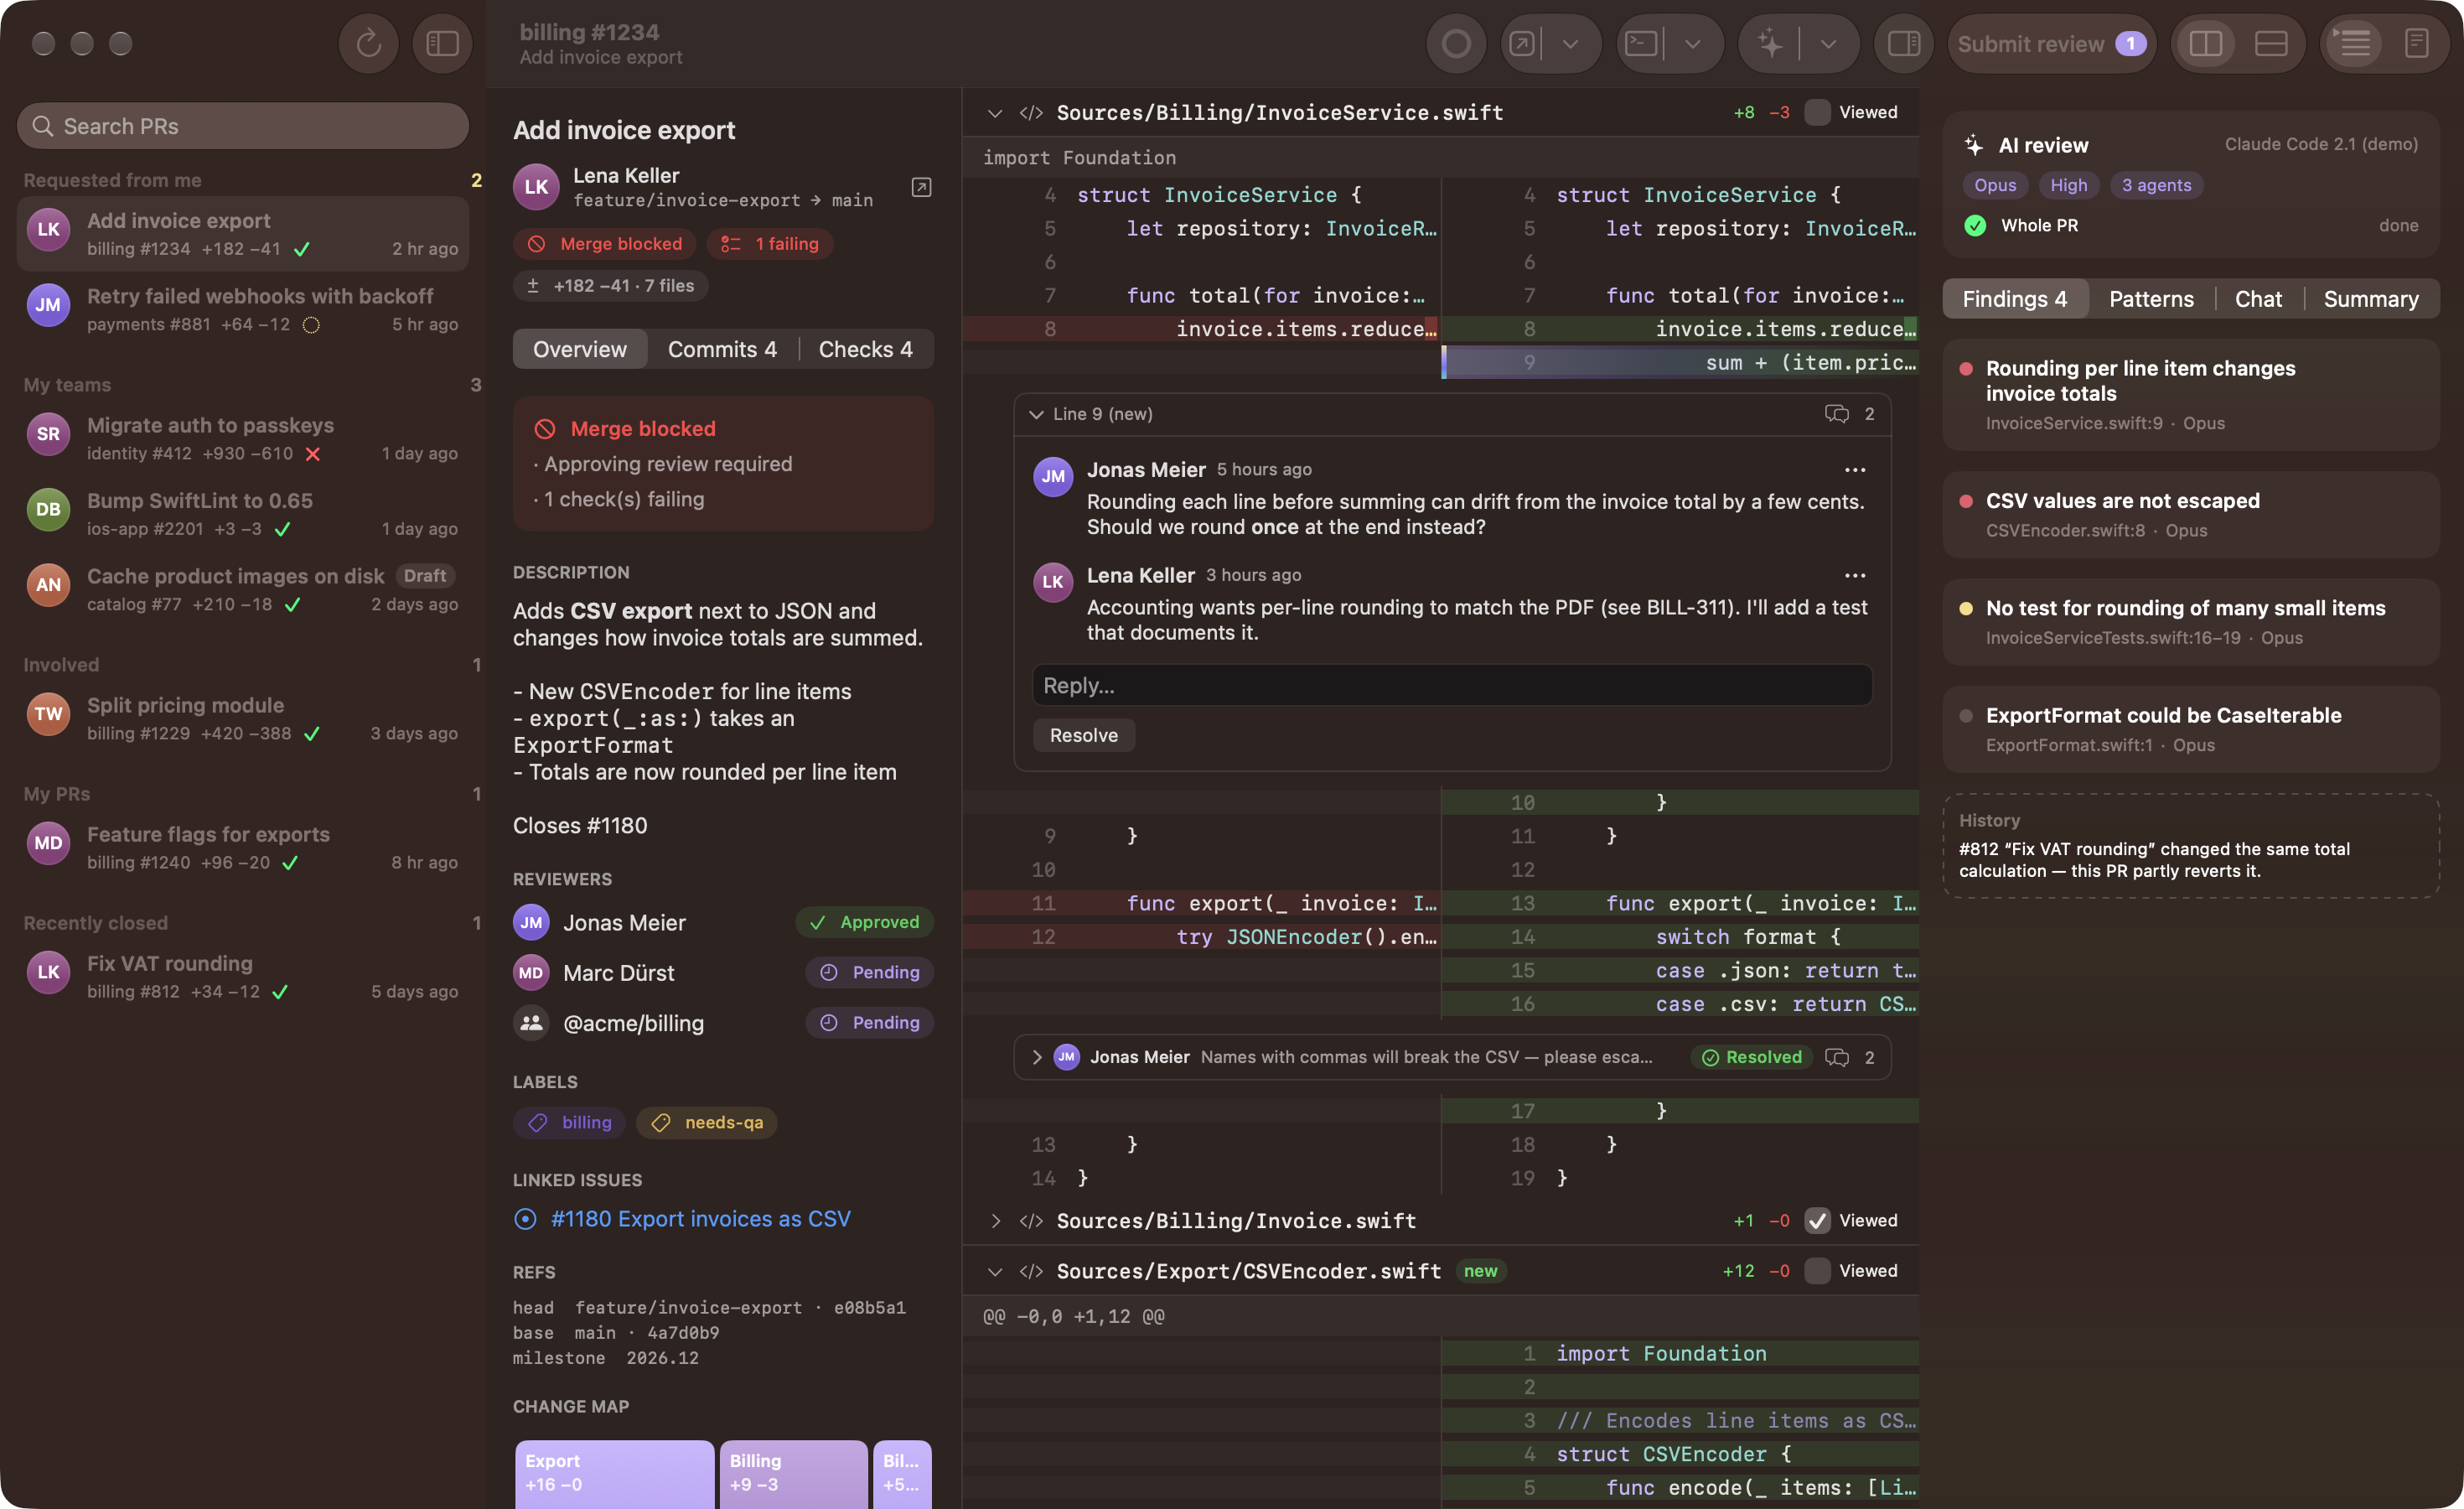 billing #1234
Add invoice export
Submit review 1
Search PRs
Requested from me 2
LK
Add invoice export
billing #1234 +182 −41 2 hr ago
JM
Retry failed webhooks with backoff
payments #881 +64 −12 5 hr ago
My teams 3
SR
Migrate auth to passkeys
identity #412 +930 −610 1 day ago
DB
Bump SwiftLint to 0.65
ios-app #2201 +3 −3 1 day ago
AN
Cache product images on disk Draft
catalog #77 +210 −18 2 days ago
Involved 1
TW
Split pricing module
billing #1229 +420 −388 3 days ago
My PRs 1
MD
Feature flags for exports
billing #1240 +96 −20 8 hr ago
Recently closed 1
LK
Fix VAT rounding
billing #812 +34 −12 5 days ago
Add invoice export
LK
Lena Keller
feature/invoice-export → main
Merge blocked
1 failing
± +182 −41 · 7 files
Overview Commits 4 Checks 4
Merge blocked
· Approving review required
· 1 check(s) failing
DESCRIPTION
Adds CSV export next to JSON and
changes how invoice totals are summed.
- New CSVEncoder for line items
- export(_:as:) takes an
ExportFormat
- Totals are now rounded per line item
Closes #1180
REVIEWERS
JM Jonas Meier Approved
MD Marc Dürst Pending
@acme/billing Pending
LABELS
billing needs-qa
LINKED ISSUES
#1180 Export invoices as CSV
REFS
head feature/invoice-export · e08b5a1
base main · 4a7d0b9
milestone 2026.12
CHANGE MAP
Export
+16 −0
Billing
+9 −3
Bil…
+5…
</> Sources/Billing/InvoiceService.swift +8 −3 Viewed
import Foundation
4 struct InvoiceService { 4 struct InvoiceService {
5 let repository: InvoiceR… 5 let repository: InvoiceR…
6 6
7 func total(for invoice:… 7 func total(for invoice:…
8 invoice.items.reduce… 8 invoice.items.reduce…
9 sum + (item.pric…
Line 9 (new) 2
JM
Jonas Meier 5 hours ago
Rounding each line before summing can drift from the invoice total by a few cents.
Should we round once at the end instead?
LK
Lena Keller 3 hours ago
Accounting wants per-line rounding to match the PDF (see BILL-311). I'll add a test
that documents it.
Reply…
Resolve
10 }
9 } 11 }
10 12
11 func export(_ invoice: I… 13 func export(_ invoice: I…
12 try JSONEncoder().en… 14 switch format {
15 case .json: return t…
16 case .csv: return CS…
JM Jonas Meier Names with commas will break the CSV — please esca… Resolved 2
17 }
13 } 18 }
14 } 19 }
</> Sources/Billing/Invoice.swift +1 −0 Viewed
</> Sources/Export/CSVEncoder.swift new +12 −0 Viewed
@@ −0,0 +1,12 @@
1 import Foundation
2
3 /// Encodes line items as CS…
4 struct CSVEncoder {
5 func encode(_ items: [Li…
AI review Claude Code 2.1 (demo)
Opus High 3 agents
Whole PR done
Findings 4 Patterns Chat Summary
Rounding per line item changes
invoice totals
InvoiceService.swift:9 · Opus
CSV values are not escaped
CSVEncoder.swift:8 · Opus
No test for rounding of many small items
InvoiceServiceTests.swift:16–19 · Opus
ExportFormat could be CaseIterable
ExportFormat.swift:1 · Opus
History
#812 “Fix VAT rounding” changed the same total
calculation — this PR partly reverts it.